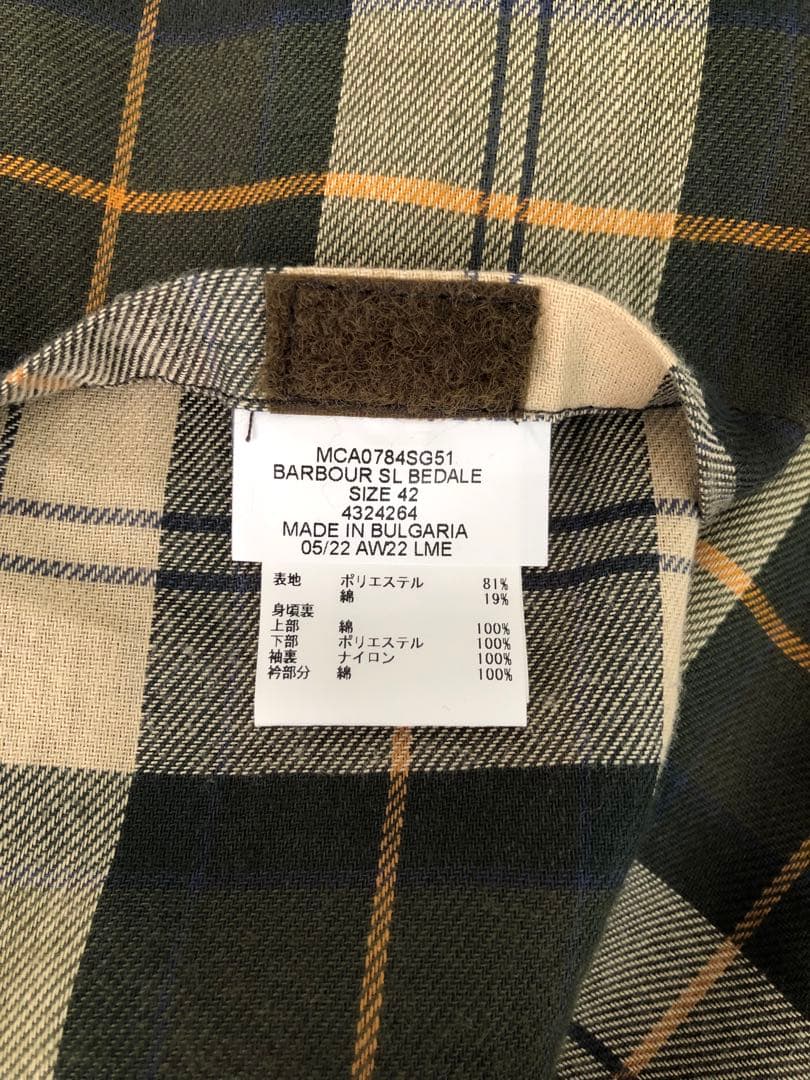 MCA0784SG51
BARBOUR SL BEDALE
SIZE 42
4324264
MADE IN BULGARIA
05/22 AW22 LME
表地 ポリエステル 81%
綿 19%
身頃裏
上部 綿 100%
下部 ポリエステル 100%
袖裏 ナイロン 100%
衿部分 綿 100%